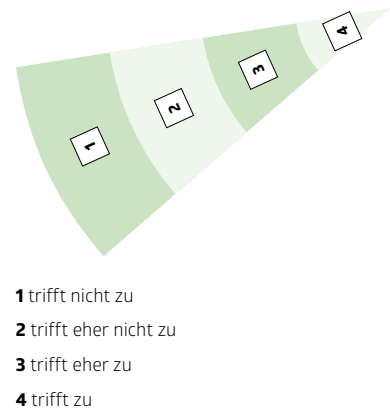 4
3
2
1
1 trifft nicht zu
2 trifft eher nicht zu
3 trifft eher zu
4 trifft zu